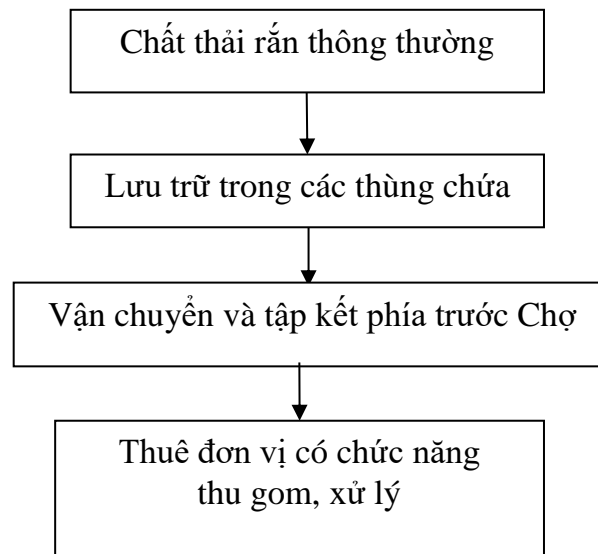 Chất thải rắn thông thường
Lưu trữ trong các thùng chứa
Vận chuyển và tập kết phía trước Chợ
Thuê đơn vị có chức năng
thu gom, xử lý